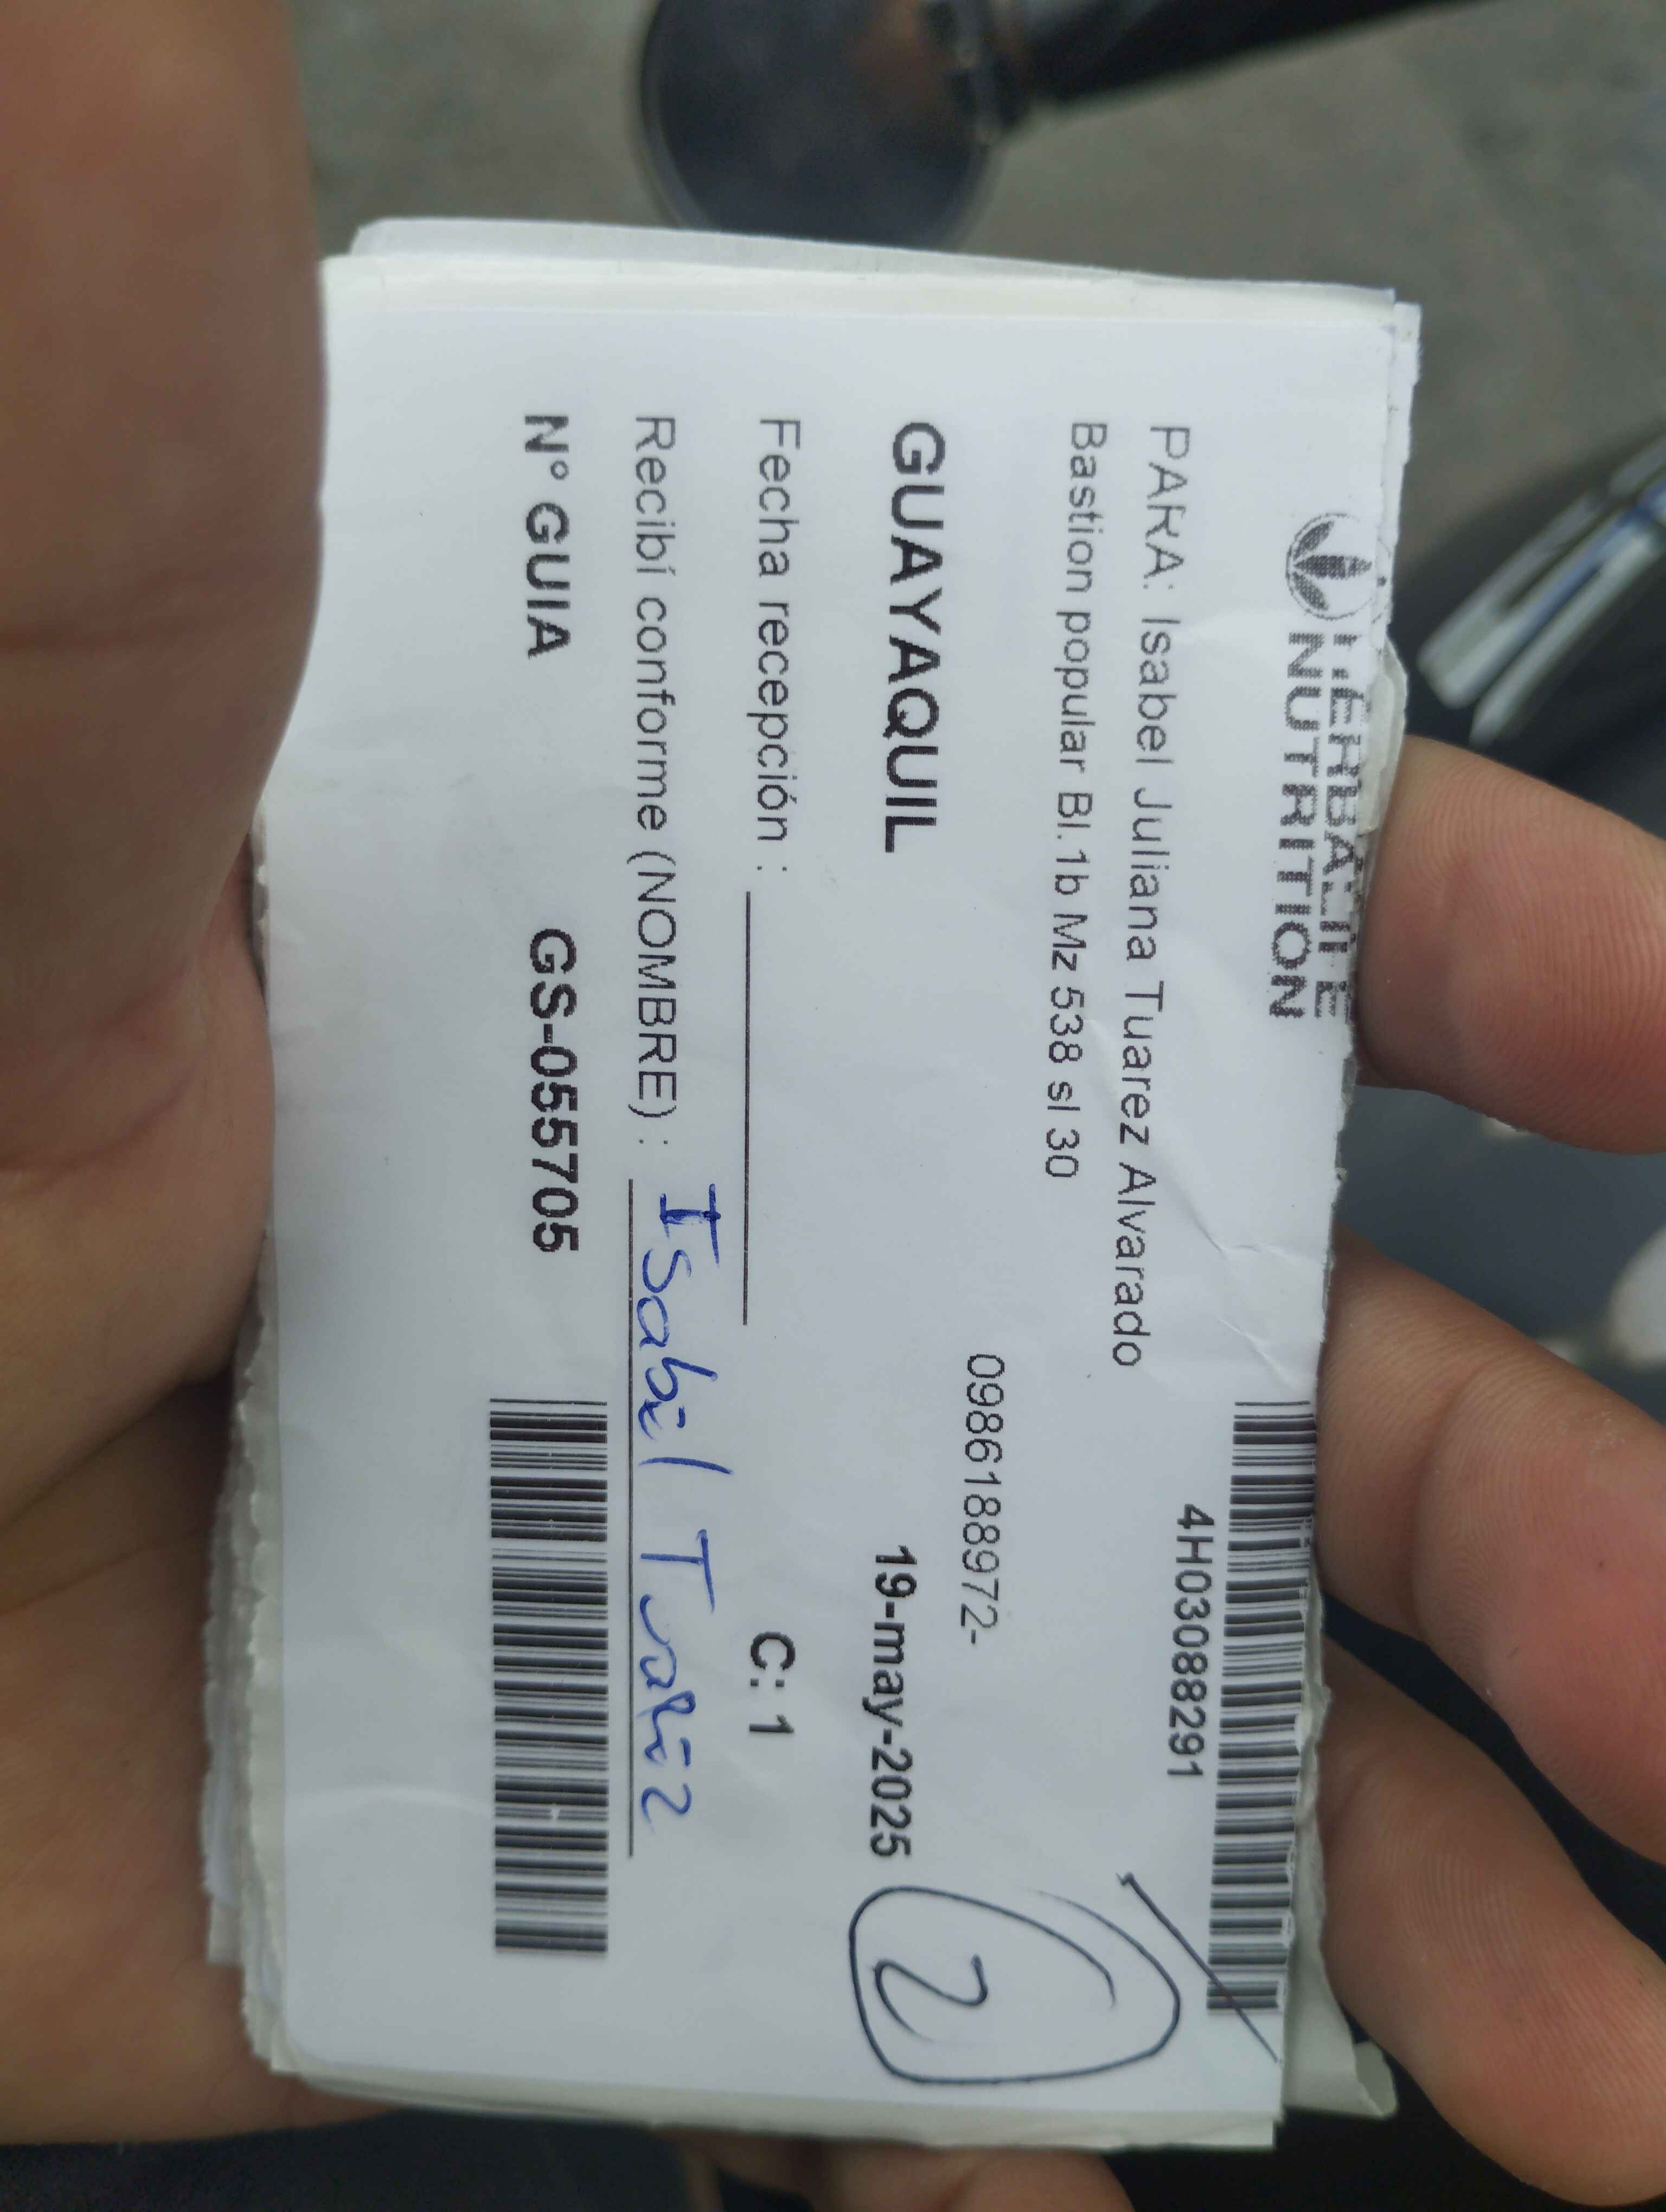 HERBALIFE
NUTRITION
4H03088291
PARA: Isabel Juliana Tuarez Alvarado
Bastion popular Bl.1b Mz 538 sl 30
0986188972-
GUAYAQUIL 19-may-2025
2
Fecha recepción : C: 1
Recibí conforme (NOMBRE) : Isabel Tuarez
N° GUIA GS-055705